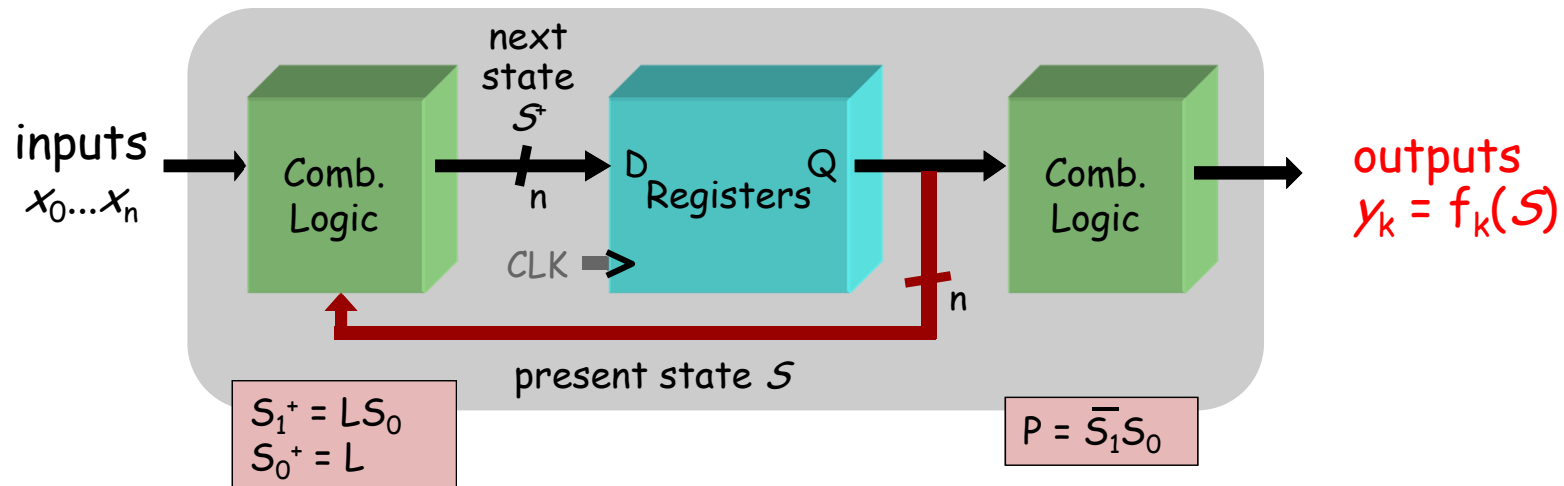 inputs
x₀...xₙ
Comb.
Logic
next
state
S⁺
n
D
Q
Registers
CLK
n
present state S
Comb.
Logic
outputs
yₖ = fₖ(S)
S₁⁺ = LS₀
S₀⁺ = L
P = S̅₁S₀